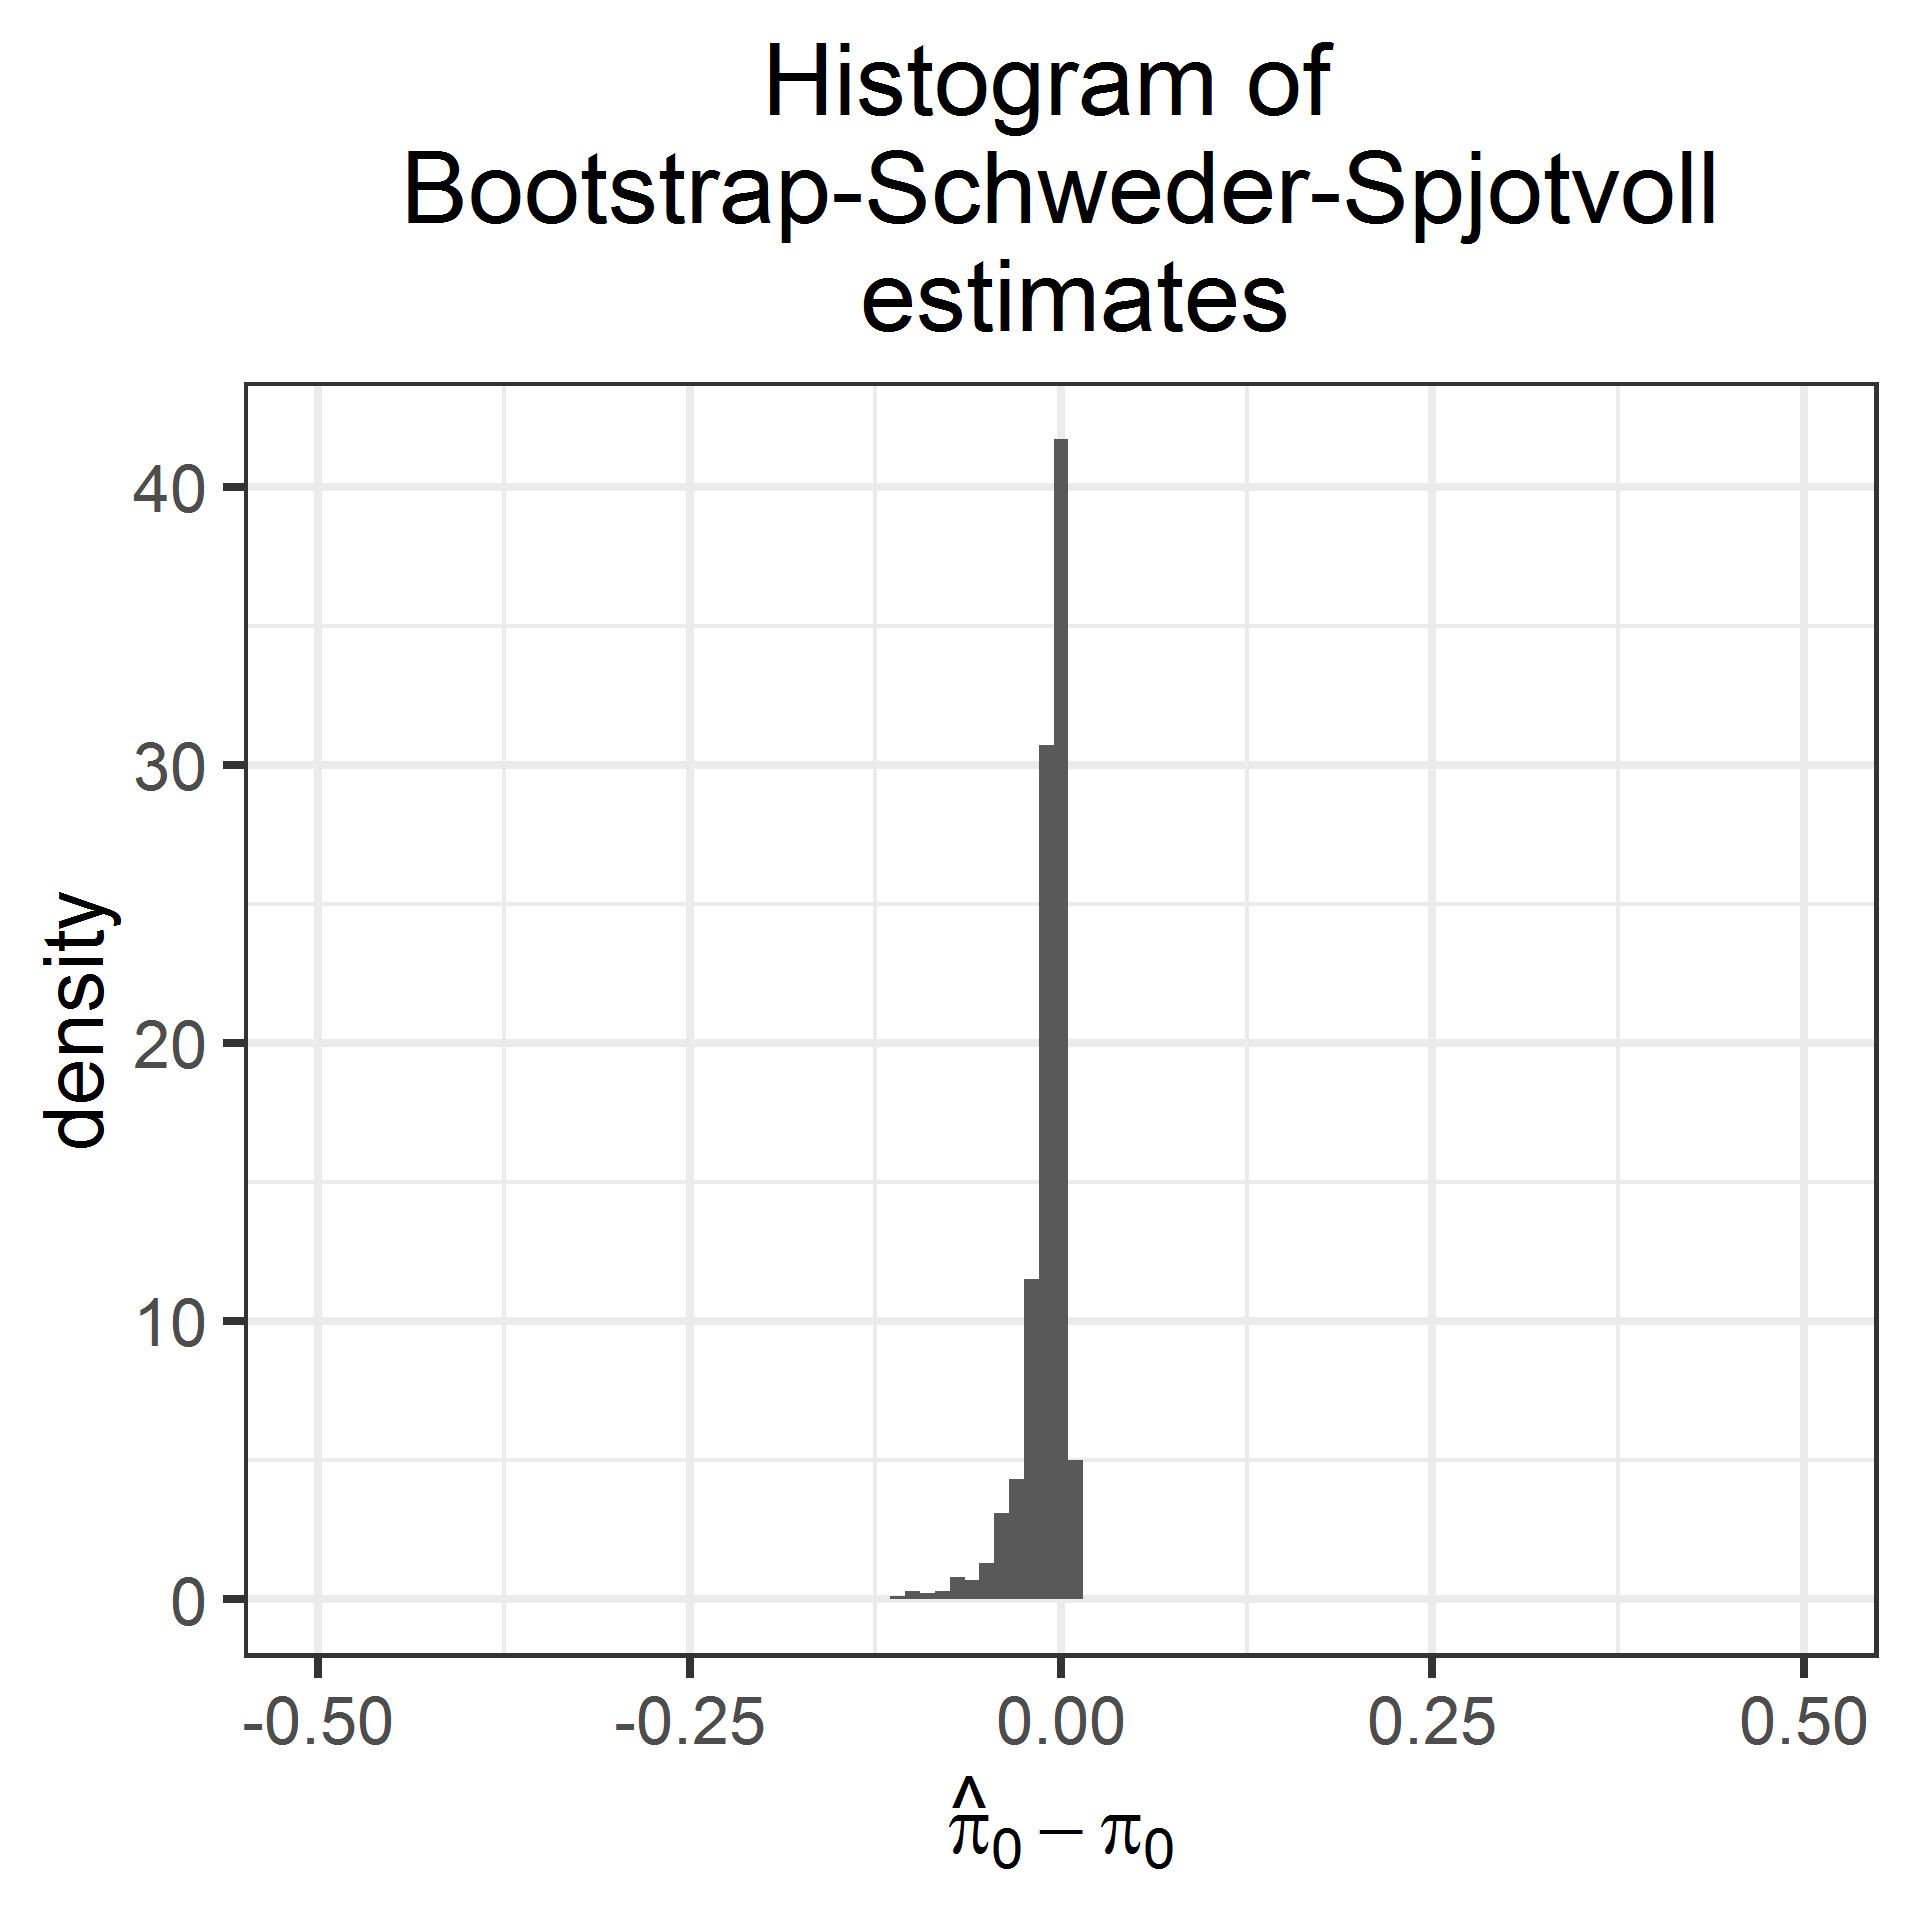 Histogram of
Bootstrap-Schweder-Spjotvoll
estimates
density
40
30
20
10
0
-0.50 -0.25 0.00 0.25 0.50
π̂₀ − π₀